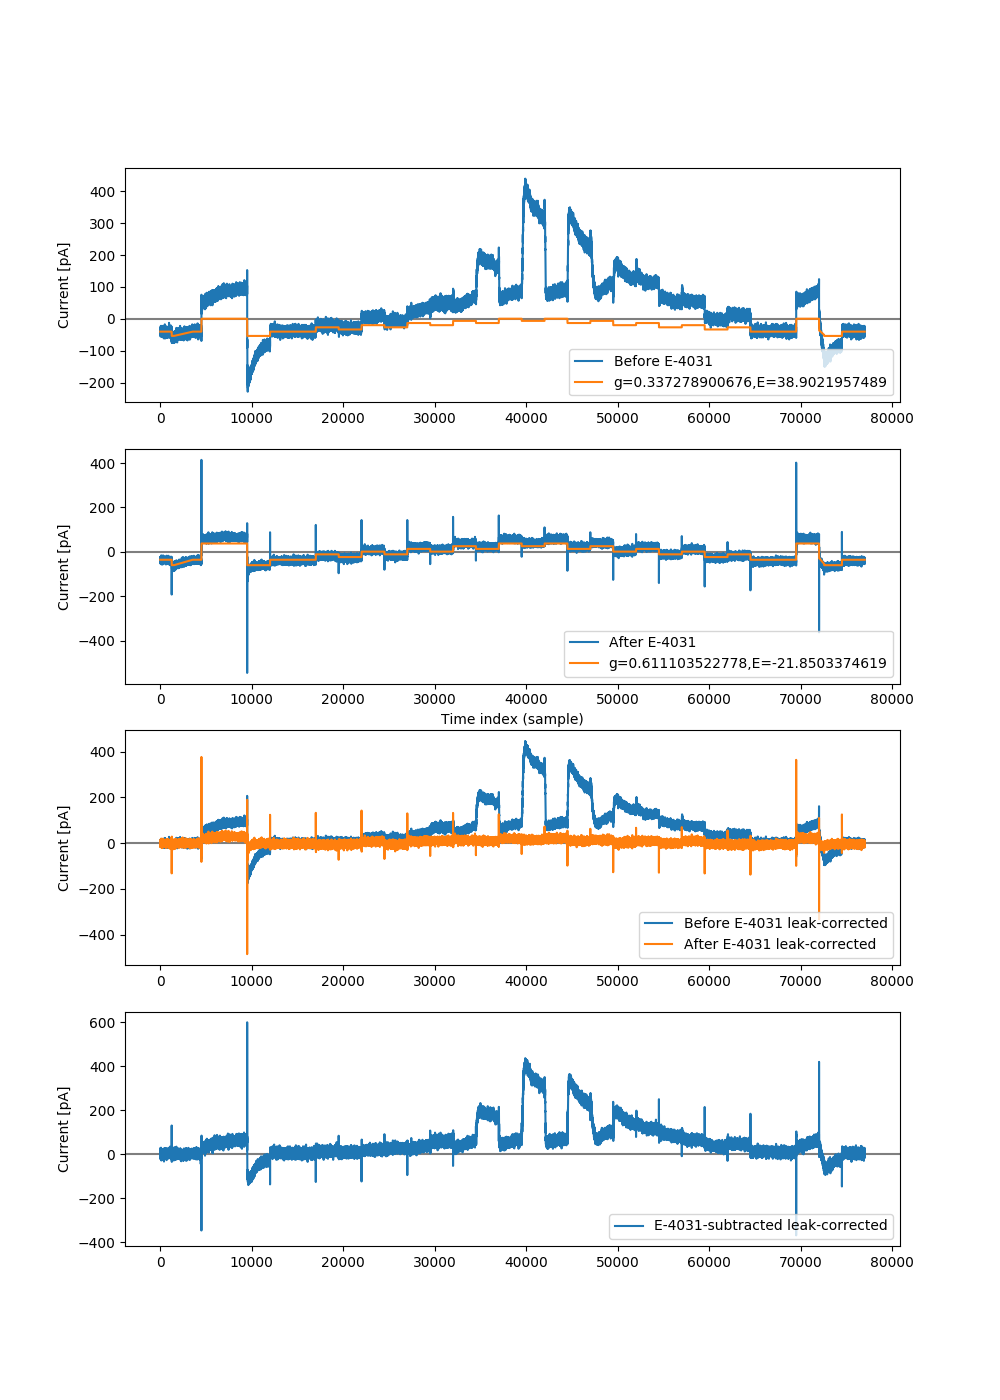 400
300
200
100
0
−100
−200
Current [pA]
Before E-4031
g=0.337278900676,E=38.9021957489
0 10000 20000 30000 40000 50000 60000 70000 80000
400
200
0
−200
−400
Current [pA]
After E-4031
g=0.611103522778,E=-21.8503374619
0 10000 20000 30000 40000 50000 60000 70000 80000
Time index (sample)
400
200
0
−200
−400
Current [pA]
Before E-4031 leak-corrected
After E-4031 leak-corrected
0 10000 20000 30000 40000 50000 60000 70000 80000
600
400
200
0
−200
−400
Current [pA]
E-4031-subtracted leak-corrected
0 10000 20000 30000 40000 50000 60000 70000 80000